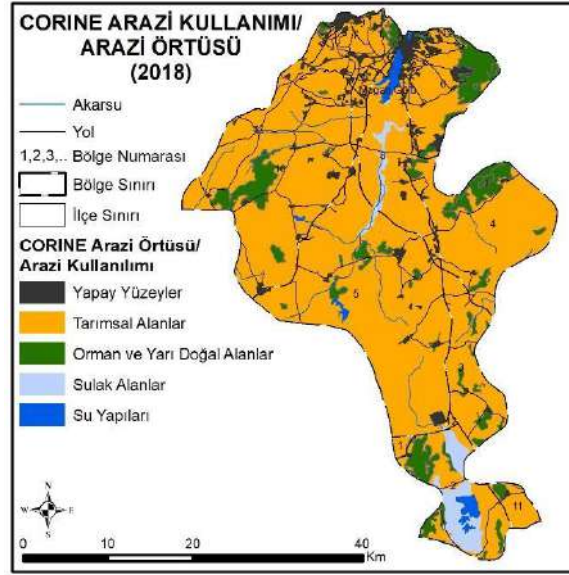 CORINE ARAZİ KULLANIMI/
ARAZİ ÖRTÜSÜ
(2018)
Akarsu
Yol
1,2,3,.. Bölge Numarası
Bölge Sınırı
İlçe Sınırı
CORINE Arazi Örtüsü/
Arazi Kullanılımı
Yapay Yüzeyler
Tarımsal Alanlar
Orman ve Yarı Doğal Alanlar
Sulak Alanlar
Su Yapıları
N
W E
S
0 10 20 40
Km
4
5
11